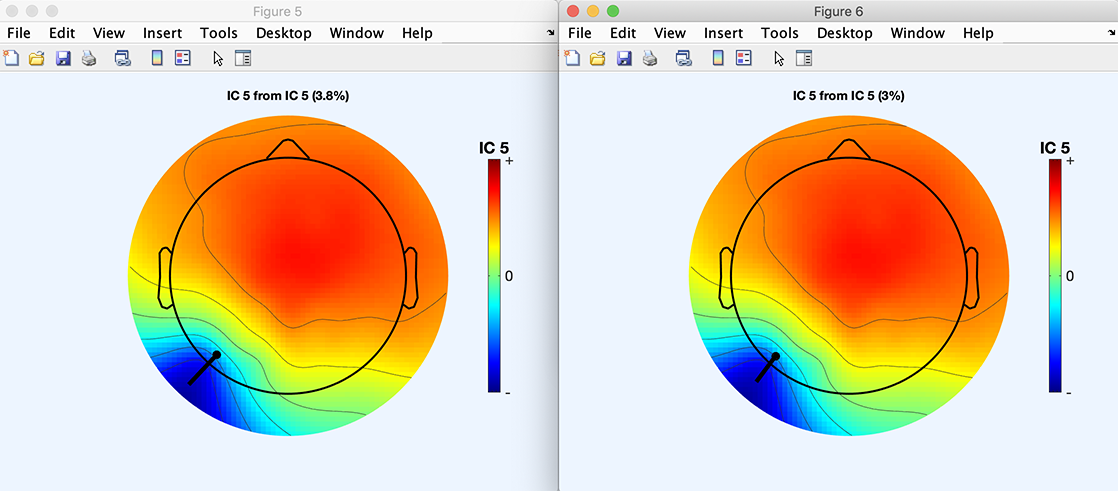 Figure 5
File Edit View Insert Tools Desktop Window Help
IC 5 from IC 5 (3.8%)
IC 5
+
0
-
Figure 6
File Edit View Insert Tools Desktop Window Help
IC 5 from IC 5 (3%)
IC 5
+
0
-